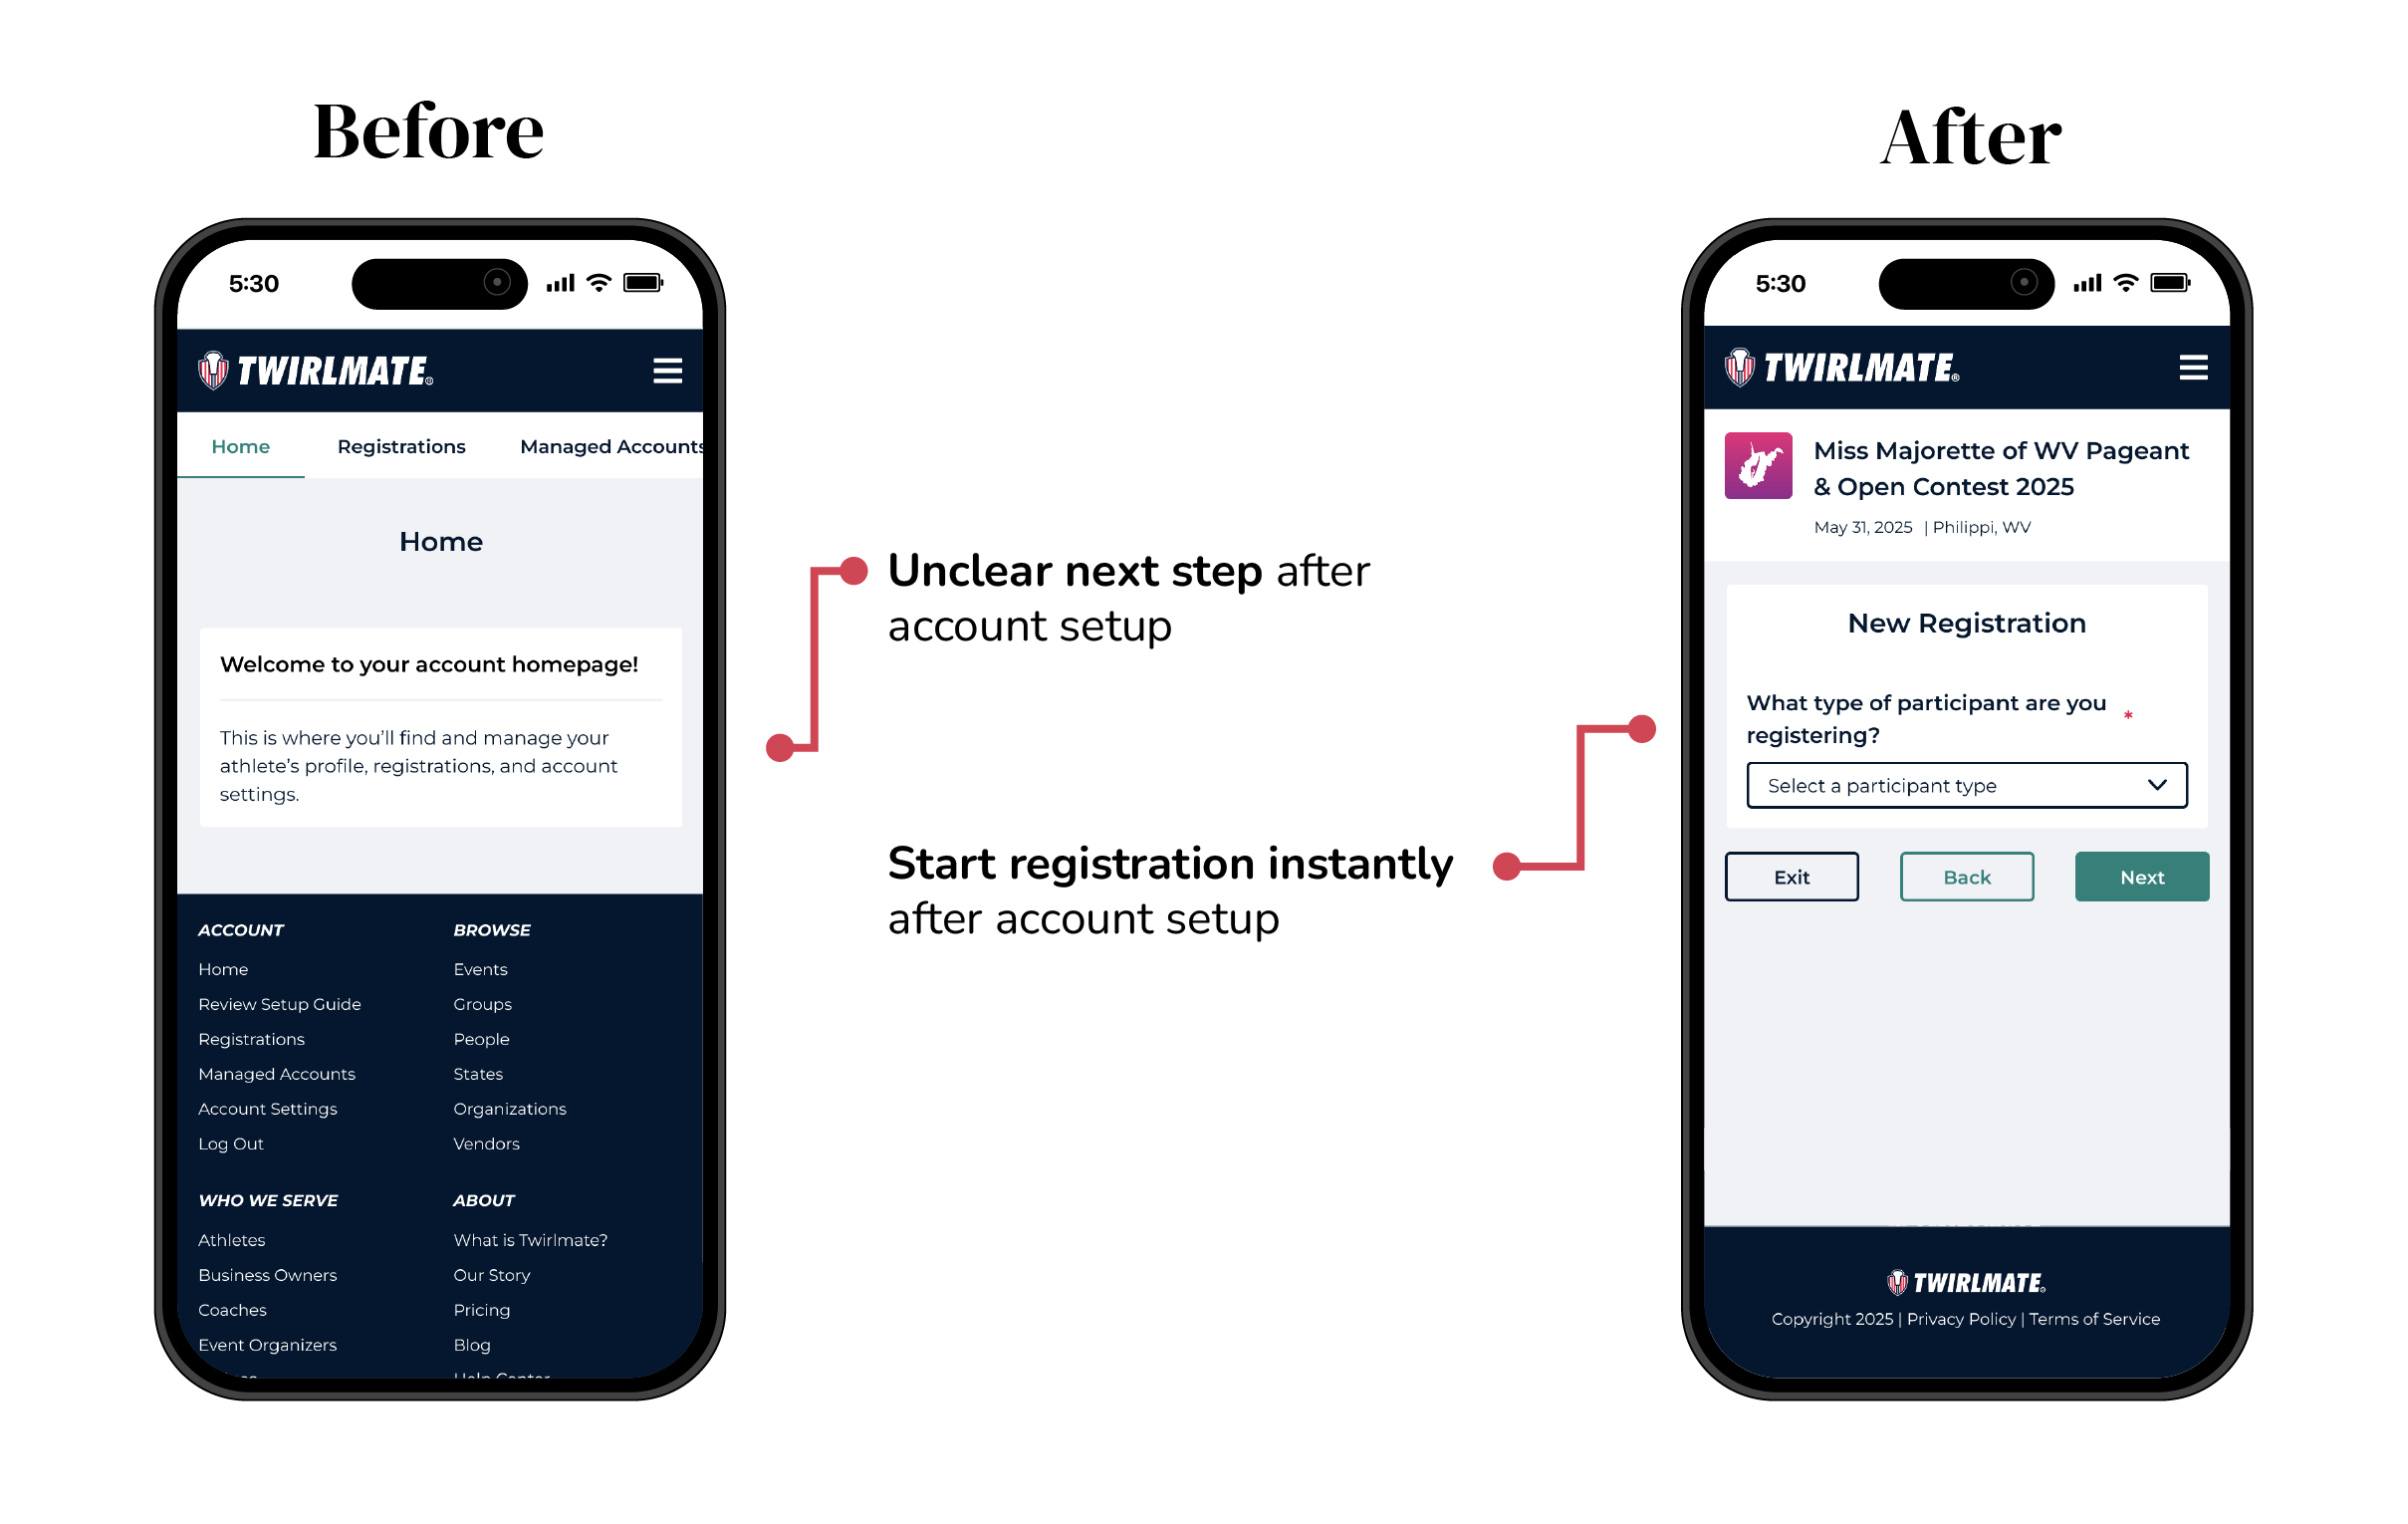 Before
5:30
TWIRLMATE®
Home Registrations Managed Accounts
Home
Welcome to your account homepage!
This is where you’ll find and manage your
athlete’s profile, registrations, and account
settings.
ACCOUNT
Home
Review Setup Guide
Registrations
Managed Accounts
Account Settings
Log Out
BROWSE
Events
Groups
People
States
Organizations
Vendors
WHO WE SERVE
Athletes
Business Owners
Coaches
Event Organizers
ABOUT
What is Twirlmate?
Our Story
Pricing
Blog
Help Center
Unclear next step after
account setup
Start registration instantly
after account setup
After
5:30
TWIRLMATE®
Miss Majorette of WV Pageant
& Open Contest 2025
May 31, 2025 | Philippi, WV
New Registration
What type of participant are you *
registering?
Select a participant type
Exit Back Next
TWIRLMATE®
Copyright 2025 | Privacy Policy | Terms of Service